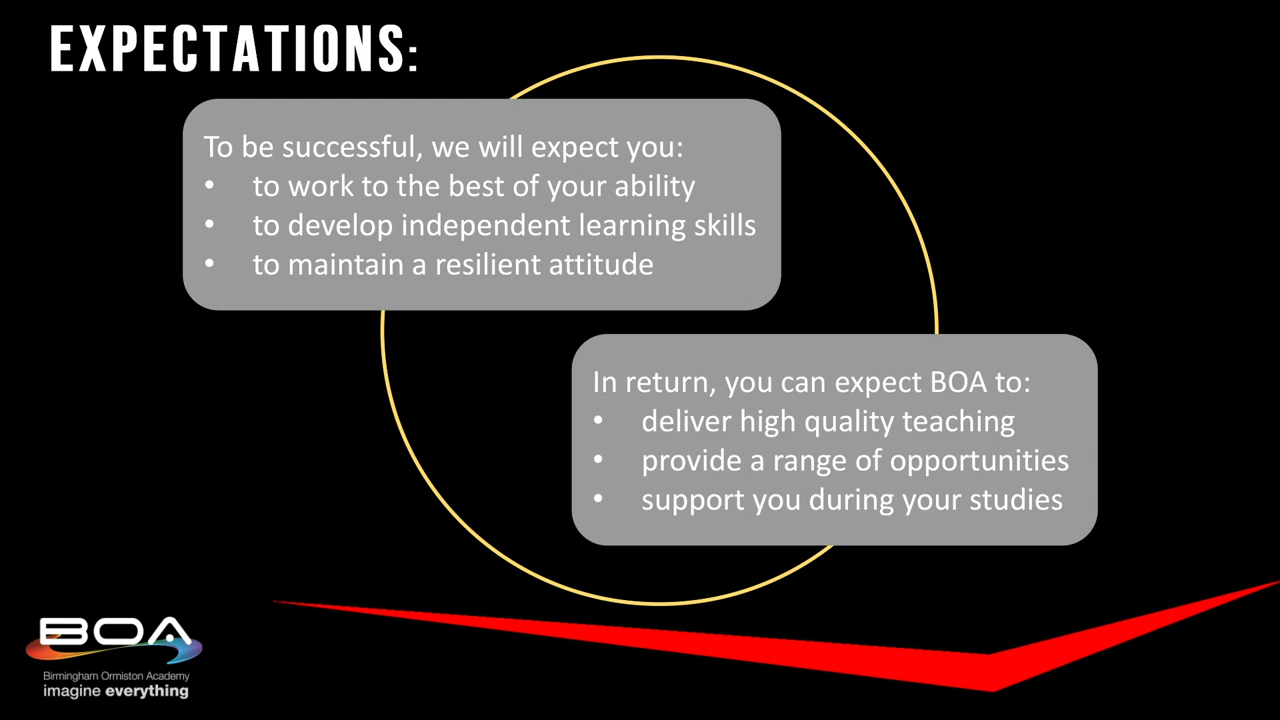 EXPECTATIONS:
To be successful, we will expect you:
• to work to the best of your ability
• to develop independent learning skills
• to maintain a resilient attitude
In return, you can expect BOA to:
• deliver high quality teaching
• provide a range of opportunities
• support you during your studies
BOA
Birmingham Ormiston Academy
imagine everything